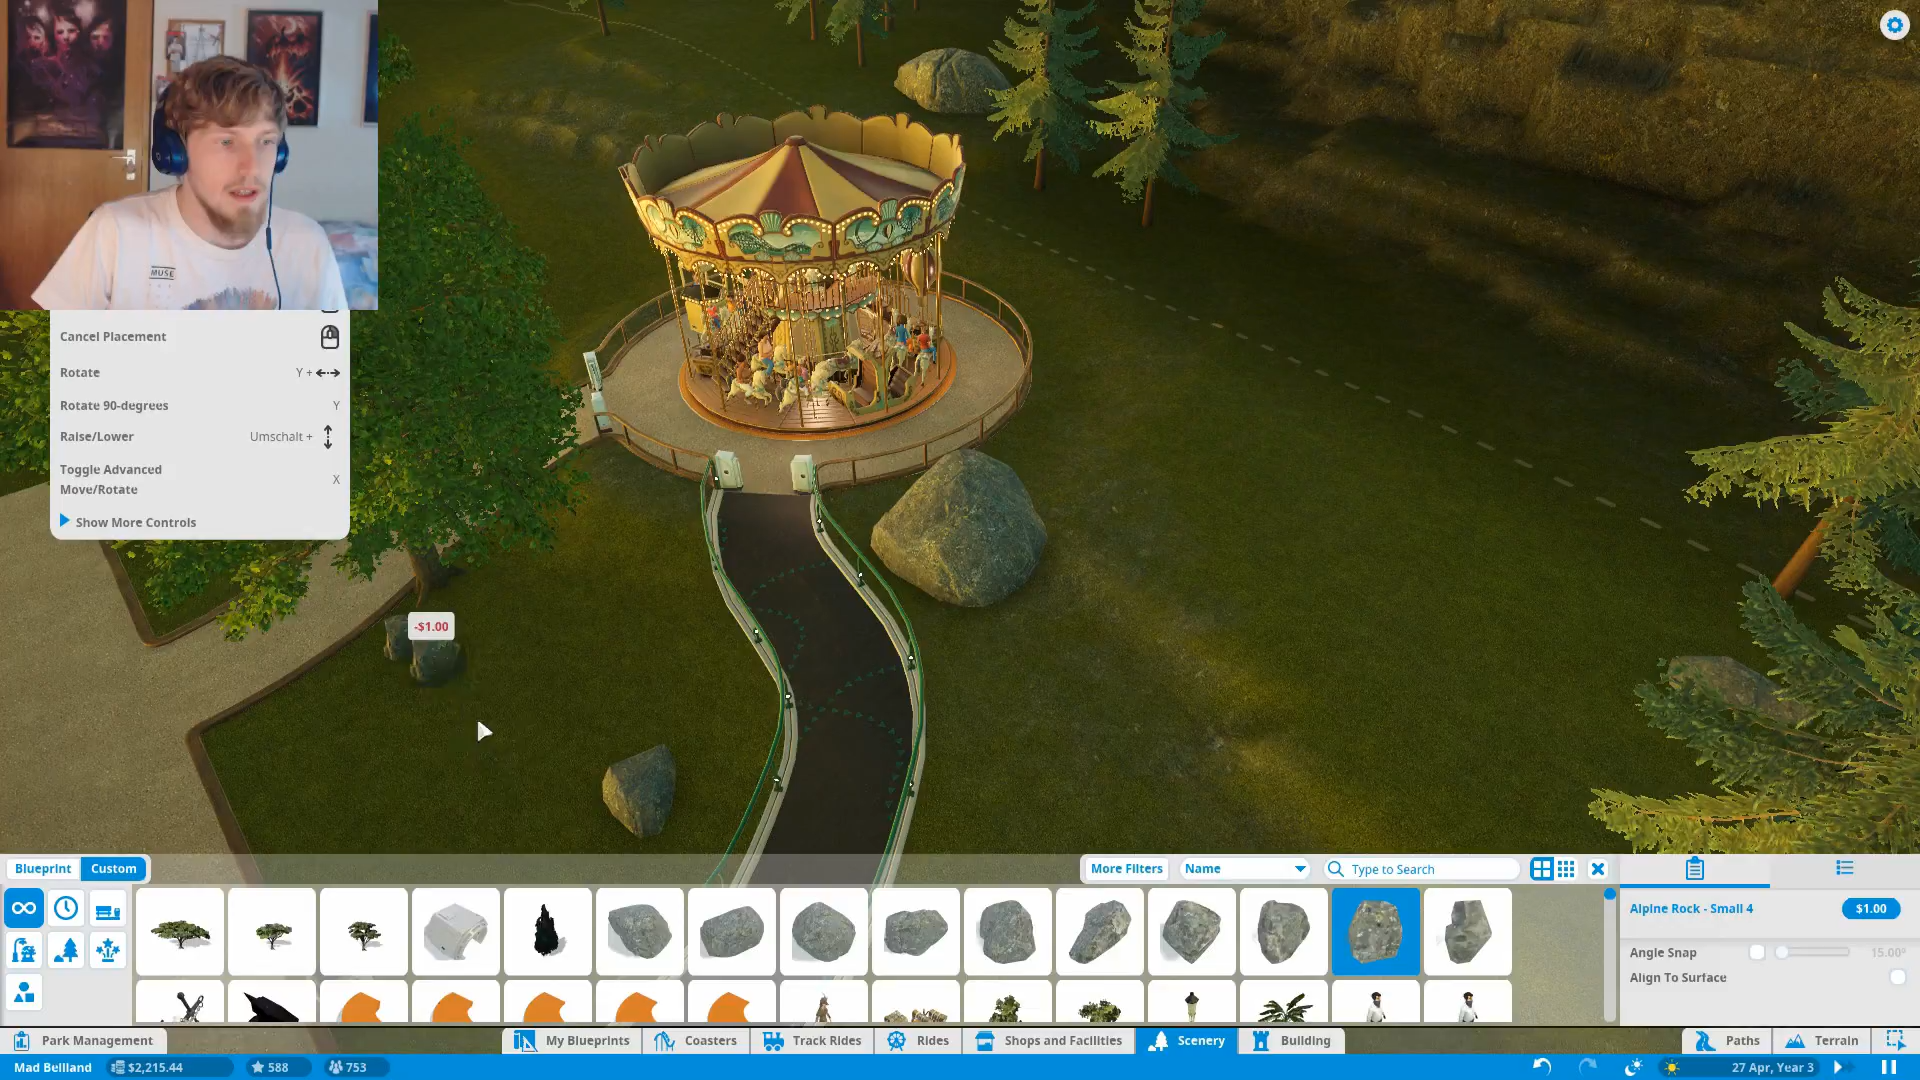 MUSE
Cancel Placement
Rotate Y +
Rotate 90-degrees Y
Raise/Lower Umschalt +
Toggle Advanced
Move/Rotate X
Show More Controls
-$1.00
Blueprint Custom
More Filters Name Type to Search
Alpine Rock - Small 4 $1.00
Angle Snap 15.00°
Align To Surface
Park Management My Blueprints Coasters Track Rides Rides Shops and Facilities Scenery Building Paths Terrain
Mad Beilland $2,215.44 588 753 27 Apr, Year 3